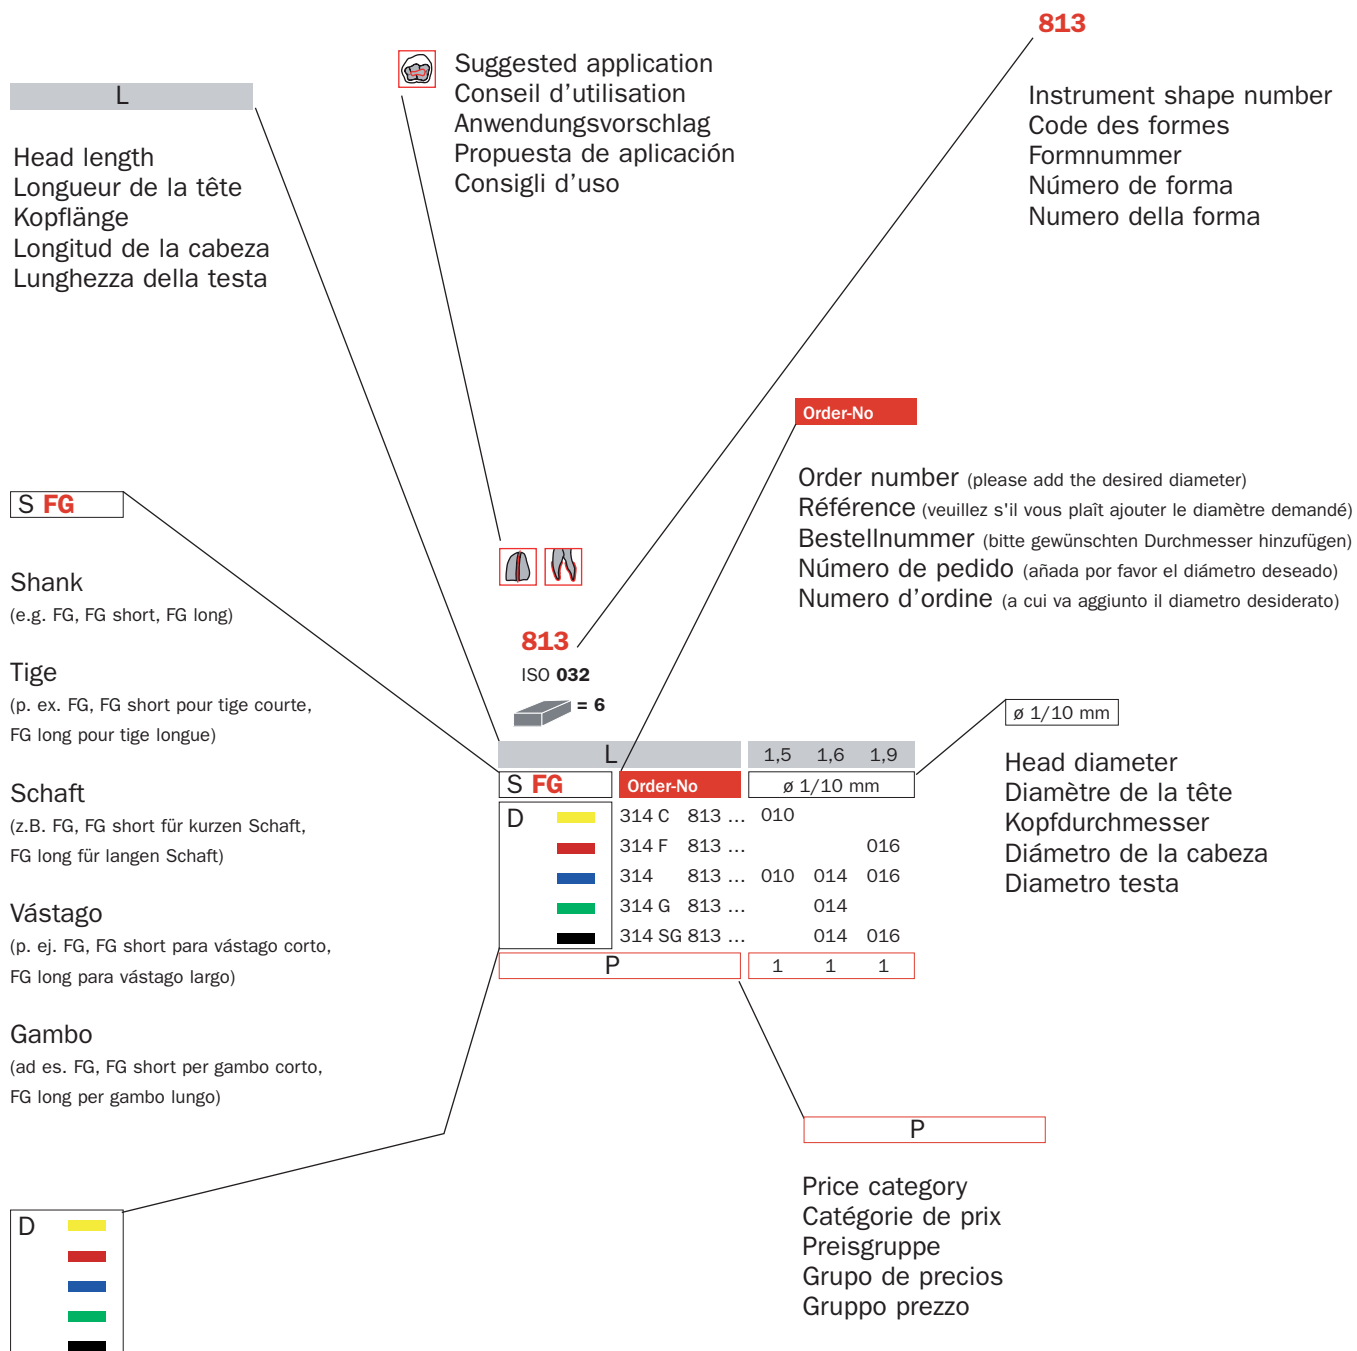 813
Suggested application
Conseil d’utilisation
Anwendungsvorschlag
Propuesta de aplicación
Consigli d’uso
L
Head length
Longueur de la tête
Kopflänge
Longitud de la cabeza
Lunghezza della testa
Instrument shape number
Code des formes
Formnummer
Número de forma
Numero della forma
Order-No
Order number (please add the desired diameter)
Référence (veuillez s'il vous plaît ajouter le diamètre demandé)
Bestellnummer (bitte gewünschten Durchmesser hinzufügen)
Número de pedido (añada por favor el diámetro deseado)
Numero d’ordine (a cui va aggiunto il diametro desiderato)
S FG
Shank
(e.g. FG, FG short, FG long)
Tige
(p. ex. FG, FG short pour tige courte,
FG long pour tige longue)
Schaft
(z.B. FG, FG short für kurzen Schaft,
FG long für langen Schaft)
Vástago
(p. ej. FG, FG short para vástago corto,
FG long para vástago largo)
Gambo
(ad es. FG, FG short per gambo corto,
FG long per gambo lungo)
813
ISO 032
= 6
L 1,5 1,6 1,9
S FG Order-No ø 1/10 mm
D 314 C 813 ... 010
314 F 813 ... 016
314 813 ... 010 014 016
314 G 813 ... 014
314 SG 813 ... 014 016
P 1 1 1
ø 1/10 mm
Head diameter
Diamètre de la tête
Kopfdurchmesser
Diámetro de la cabeza
Diametro testa
P
Price category
Catégorie de prix
Preisgruppe
Grupo de precios
Gruppo prezzo
D